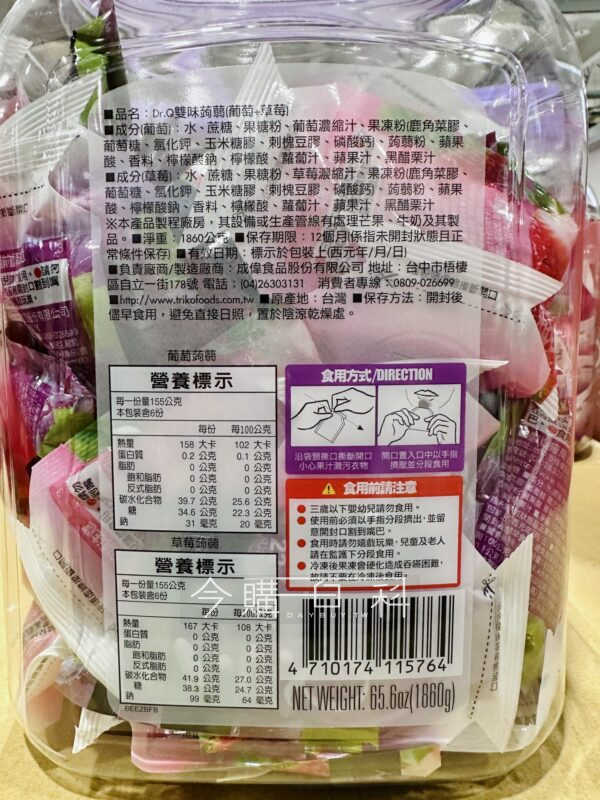 ■品名：Dr.Q雙味蒟蒻(葡萄+草莓)
■成分(葡萄)：水、蔗糖、果糖粉、葡萄濃縮汁、果凍粉(鹿角菜膠、
葡萄糖、氯化鉀、玉米糖膠、刺槐豆膠、磷酸鈣)、蒟蒻粉、蘋果
酸、香料、檸檬酸鈉、檸檬酸、蘿蔔汁、蘋果汁、黑醋栗汁
■成分(草莓)：水、蔗糖、果糖粉、草莓濃縮汁、果凍粉(鹿角菜膠、
葡萄糖、氯化鉀、玉米糖膠、刺槐豆膠、磷酸鈣)、蒟蒻粉、蘋果
酸、檸檬酸鈉、香料、檸檬酸、蘿蔔汁、蘋果汁、黑醋栗汁
※本產品製程廠房，其設備或生產管線有處理芒果、牛奶及其製
品。■淨重：1860公克■保存期限：12個月(係指未開封狀態且正
常條件保存)■有效日期：標示於包裝上(西元年/月/日)
■負責廠商/製造廠商：成偉食品股份有限公司 地址：台中市梧棲
區自立一街178號 電話：(04)26303131 消費者專線：0809-026699
■http://www.trikofoods.com.tw ■原產地：台灣 ■保存方法：開封後
儘早食用，避免直接日照，置於陰涼乾燥處。
葡萄蒟蒻
營養標示
每一份量155公克
本包裝含6份
每份 每100公克
熱量 158 大卡 102 大卡
蛋白質 0.2 公克 0.1 公克
脂肪 0 公克 0 公克
飽和脂肪 0 公克 0 公克
反式脂肪 0 公克 0 公克
碳水化合物 39.7 公克 25.6 公克
糖 34.6 公克 22.3 公克
鈉 31 毫克 20 毫克
草莓蒟蒻
營養標示
每一份量155公克
本包裝含6份
每份 每100公克
熱量 167 大卡 108 大卡
蛋白質 0 公克 0 公克
脂肪 0 公克 0 公克
飽和脂肪 0 公克 0 公克
反式脂肪 0 公克 0 公克
碳水化合物 41.9 公克 27.0 公克
糖 38.3 公克 24.7 公克
鈉 99 毫克 64 毫克
BEEZBF6
食用方式/DIRECTION
沿袋頸撕口撕斷開口
小心果汁濺污衣物
開口置入口中以手指
擠壓並分段食用
食用前請注意
● 三歲以下嬰幼兒請勿食用。
● 使用前必須以手指分段擠出，並留
意開封口割到嘴巴。
● 食用時請勿嬉戲玩樂，兒童及老人
請在監護下分段食用。
● 冷凍後果凍會硬化造成吞嚥困難，
故請不要在冷凍後食用。
今購百科
DAYBUY.TW
4 710174 115764
NET WEIGHT: 65.6oz(1860g)